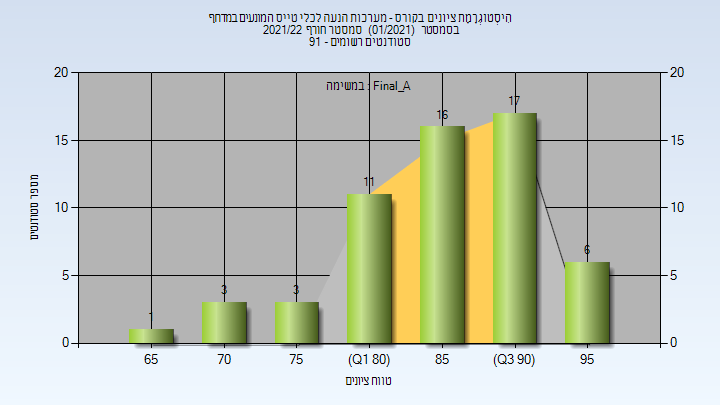 היסטוגרמת ציונים בקורס - מערכות הנעה לכלי טייס המונעים במדחף
בסמסטר (01/2021) סמסטר חורף 2021/22
סטודנטים רשומים - 91
במשימה : Final_A
20 20
15 15
10 10
5 5
0 0
1 3 3 11 16 17 6
65 70 75 (Q1 80) 85 (Q3 90) 95
מספר סטודנטים
טווח ציונים